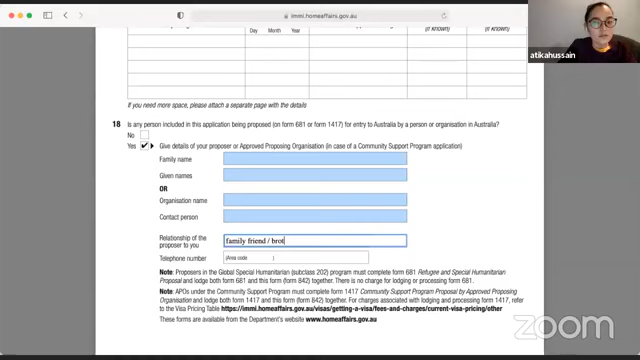 immi.homeaffairs.gov.au
Day Month Year
(if known)
(if known)
If you need more space, please attach a separate page with the details
18 Is any person included in this application being proposed (on form 681 or form 1417) for entry to Australia by a person or organisation in Australia?
No
Yes Give details of your proposer or Approved Proposing Organisation (in case of a Community Support Program application)
Family name
Given names
OR
Organisation name
Contact person
Relationship of the
proposer to you
family friend / brot
Telephone number (Area code )
Note: Proposers in the Global Special Humanitarian (subclass 202) program must complete form 681 Refugee and Special Humanitarian
Proposal and lodge both form 681 and this form (form 842) together. There is no charge for lodging or processing form 681.
Note: APOs under the Community Support Program must complete form 1417 Community Support Program Proposal by Approved Proposing
Organisation and lodge both form 1417 and this form (form 842) together. For charges associated with lodging and processing form 1417, refer
to the Visa Pricing Table https://immi.homeaffairs.gov.au/visas/getting-a-visa/fees-and-charges/current-visa-pricing/other
These forms are available from the Department's website www.homeaffairs.gov.au
atikahussain
zoom